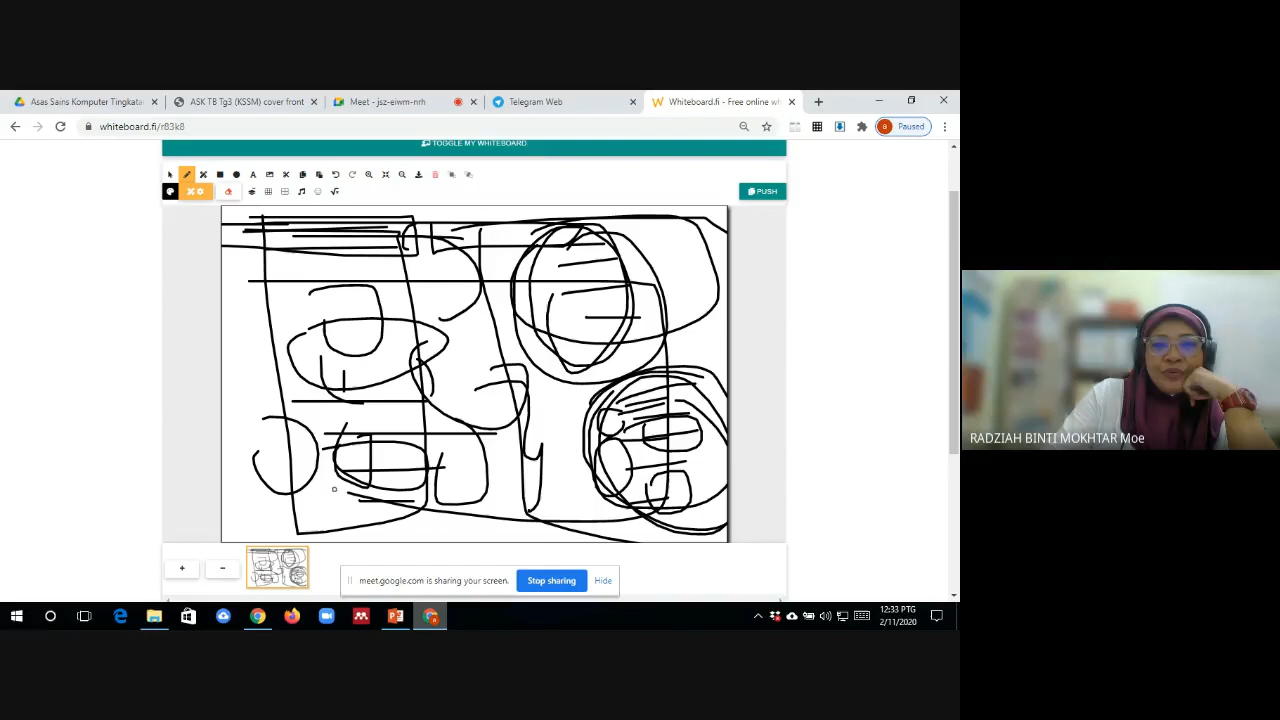 Asas Sains Komputer Tingkata
ASK TB Tg3 (KSSM) cover front
Meet - jsz-eiwm-nrh
Telegram Web
Whiteboard.fi - Free online wh
whiteboard.fi/r83k8
Paused
TOGGLE MY WHITEBOARD
PUSH
RADZIAH BINTI MOKHTAR Moe
meet.google.com is sharing your screen.
Stop sharing
Hide
12:33 PTG
2/11/2020